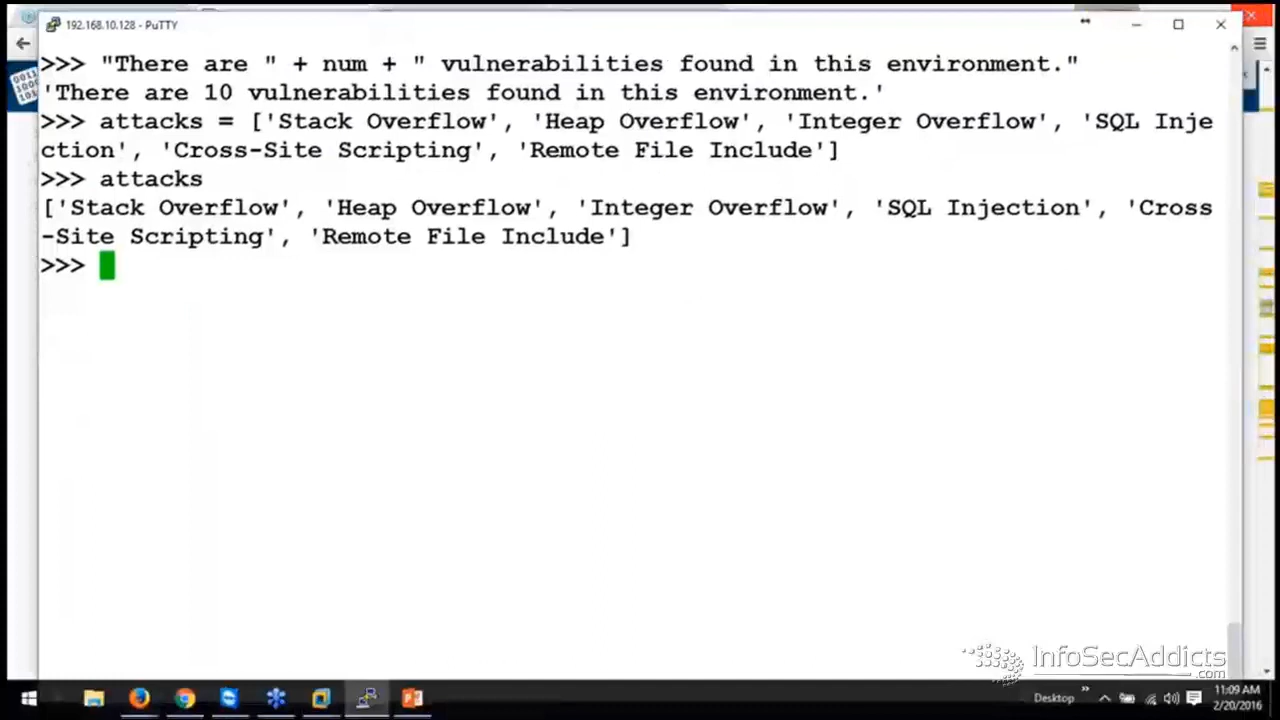 192.168.10.128 - PuTTY
>>> "There are " + num + " vulnerabilities found in this environment."
'There are 10 vulnerabilities found in this environment.'
>>> attacks = ['Stack Overflow', 'Heap Overflow', 'Integer Overflow', 'SQL Inje
ction', 'Cross-Site Scripting', 'Remote File Include']
>>> attacks
['Stack Overflow', 'Heap Overflow', 'Integer Overflow', 'SQL Injection', 'Cross
-Site Scripting', 'Remote File Include']
>>>
InfoSecAddicts
.com
Desktop
11:09 AM
2/20/2016